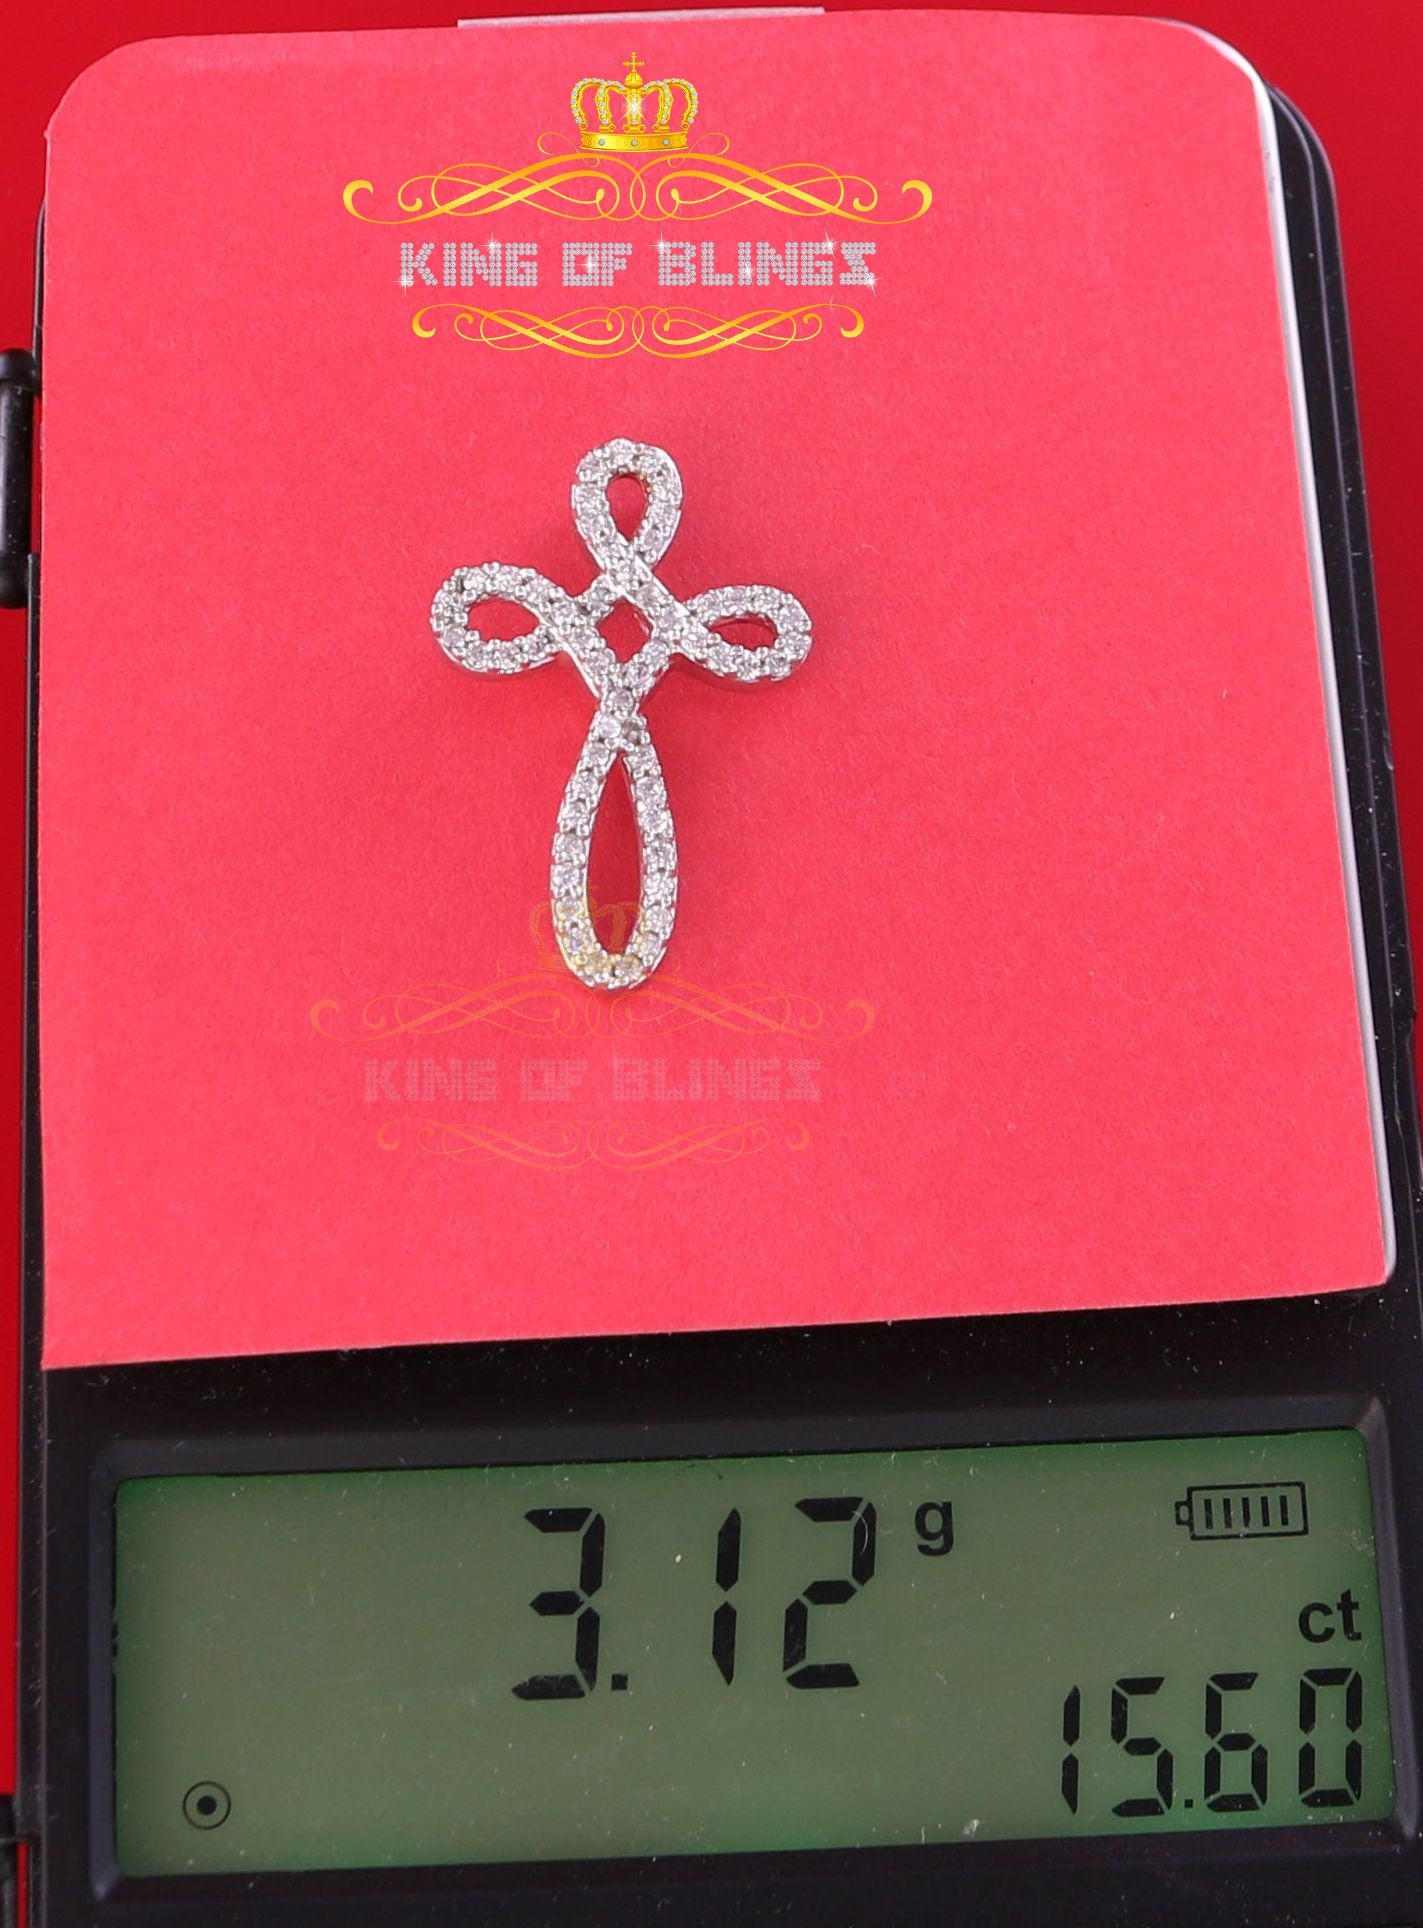 KING OF BLINGS
KING OF BLINGS
3.12 g
ct
15.60